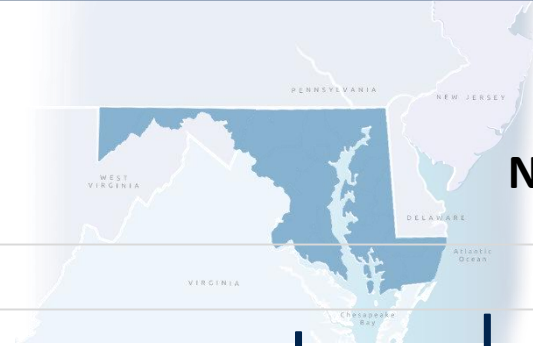 PENNSYLVANIA
NEW JERSEY
N
WEST
VIRGINIA
DELAWARE
Atlantic
Ocean
VIRGINIA
Chesapeake
Bay